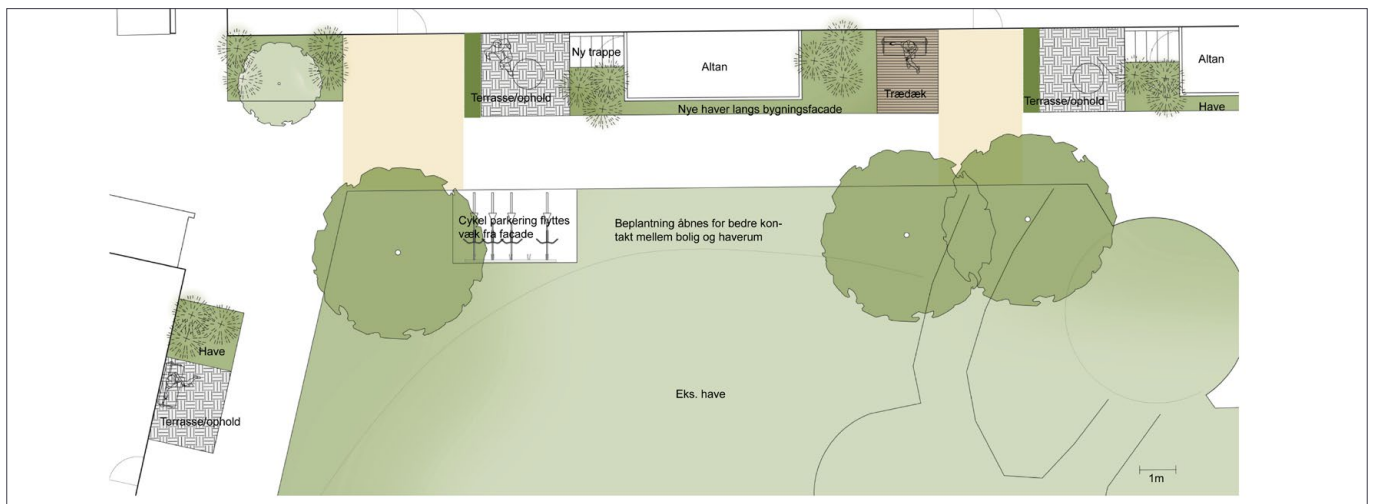 Ny trappe
Altan
Altan
Terrasse/ophold
Trædæk
Terrasse/ophold
Nye haver langs bygningsfacade
Have
Cykel parkering flyttes
væk fra facade
Beplantning åbnes for bedre kon-
takt mellem bolig og haverum
Have
Eks. have
Terrasse/ophold
1m